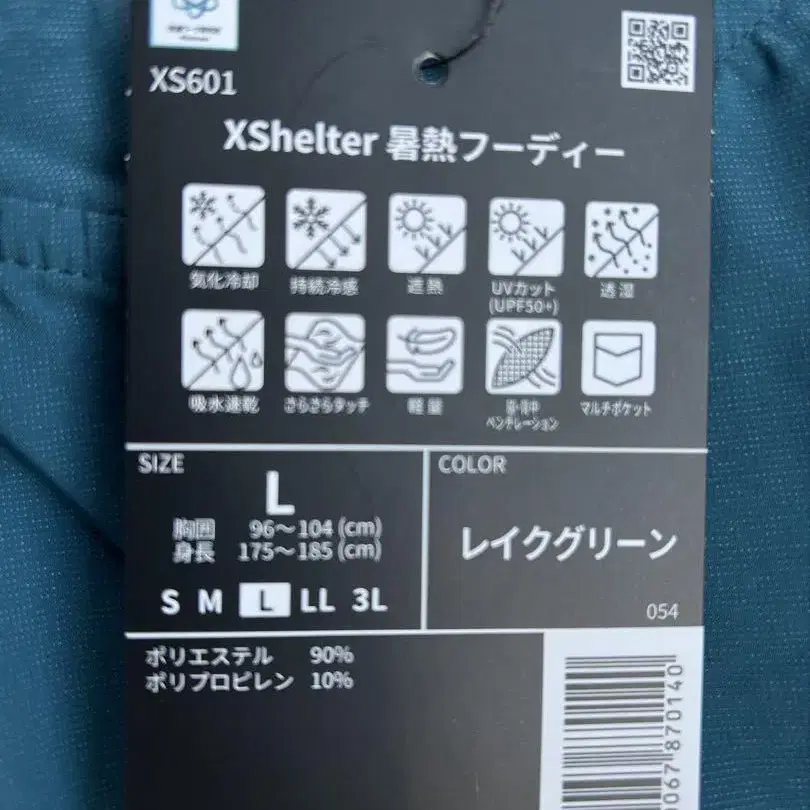 XS601
XShelter 暑熱フーディー
気化冷却
持続冷感
遮熱
UVカット
(UPF50+)
透湿
吸水速乾
さらさらタッチ
軽量
ベンチレーション
マルチポケット
SIZE
L
胸囲 96～104 (cm)
身長 175～185 (cm)
S M L LL 3L
COLOR
レイクグリーン
054
ポリエステル 90%
ポリプロピレン 10%
067 870140